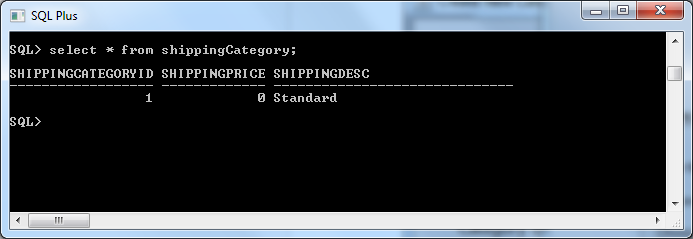 SQL Plus
SQL> select * from shippingCategory;
SHIPPINGCATEGORYID SHIPPINGPRICE SHIPPINGDESC
------------------ ------------- ------------------------------
1 0 Standard
SQL>